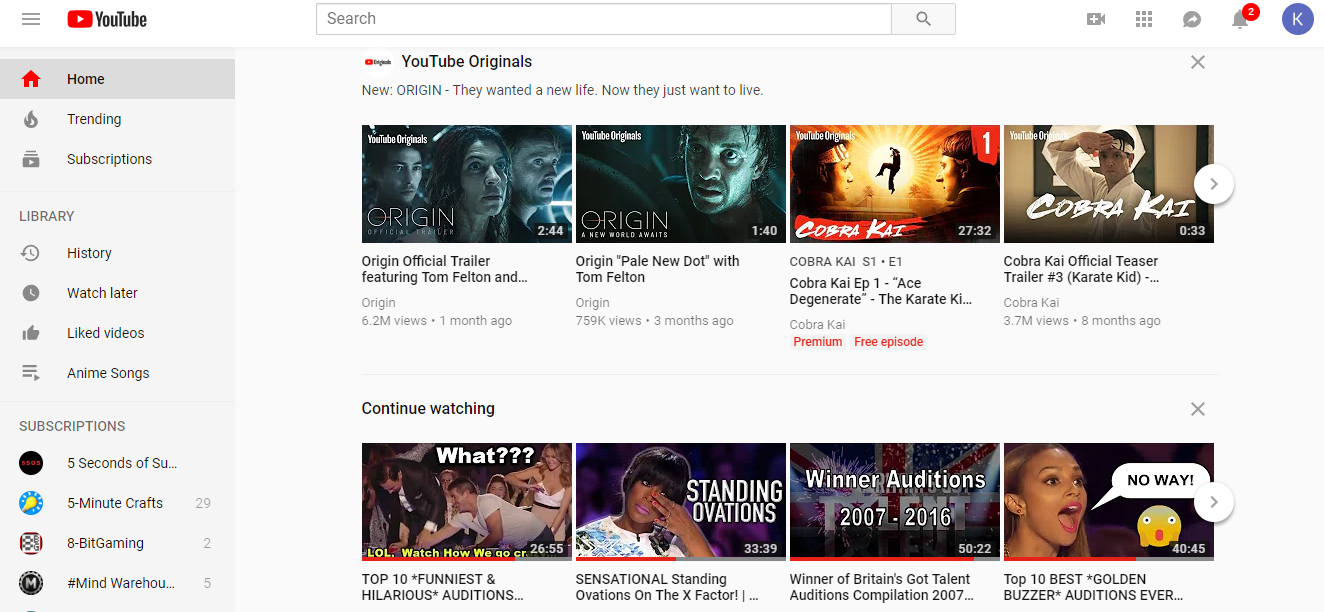 YouTube
Search
2
K
Home
Trending
Subscriptions
LIBRARY
History
Watch later
Liked videos
Anime Songs
SUBSCRIPTIONS
5 Seconds of Su...
5-Minute Crafts 29
8-BitGaming 2
#Mind Warehou... 5
YouTube Originals
New: ORIGIN - They wanted a new life. Now they just want to live.
YouTube Originals
ORIGIN
OFFICIAL TRAILER
2:44
Origin Official Trailer
featuring Tom Felton and...
Origin
6.2M views • 1 month ago
YouTube Originals
ORIGIN
A NEW WORLD AWAITS
1:40
Origin "Pale New Dot" with
Tom Felton
Origin
759K views • 3 months ago
YouTube Originals
1
COBRA KAI
27:32
COBRA KAI S1 • E1
Cobra Kai Ep 1 - “Ace
Degenerate” - The Karate Ki...
Cobra Kai
Premium Free episode
YouTube Originals
COBRA KAI
0:33
Cobra Kai Official Teaser
Trailer #3 (Karate Kid) -...
Cobra Kai
3.7M views • 8 months ago
Continue watching
What???
LOL, Watch How We go cr
26:55
TOP 10 *FUNNIEST &
HILARIOUS* AUDITIONS...
STANDING
OVATIONS
33:39
SENSATIONAL Standing
Ovations On The X Factor! | ...
Winner Auditions
2007 - 2016
TALENT
50:22
Winner of Britain's Got Talent
Auditions Compilation 2007...
NO WAY!
40:45
Top 10 BEST *GOLDEN
BUZZER* AUDITIONS EVER...